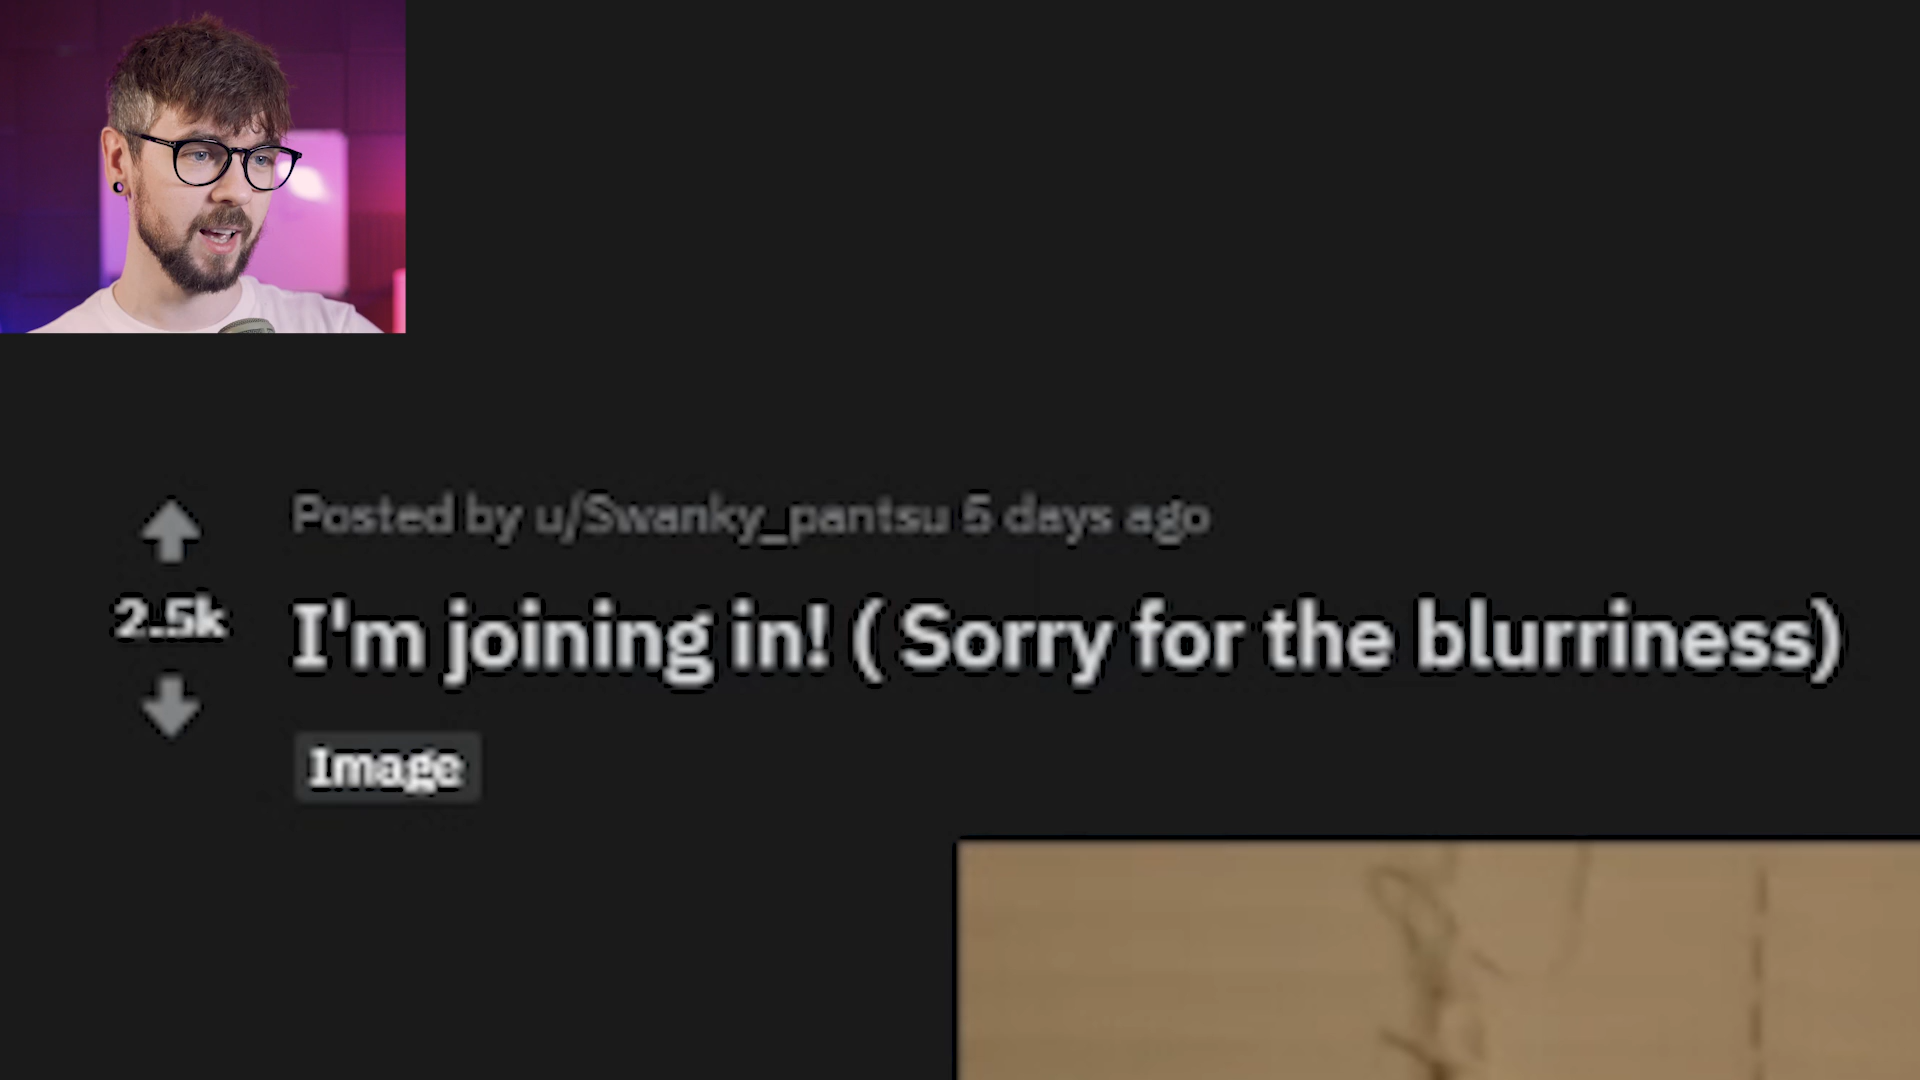 Posted by u/Swanky_pantsu 5 days ago
2.5k
I'm joining in! ( Sorry for the blurriness)
Image